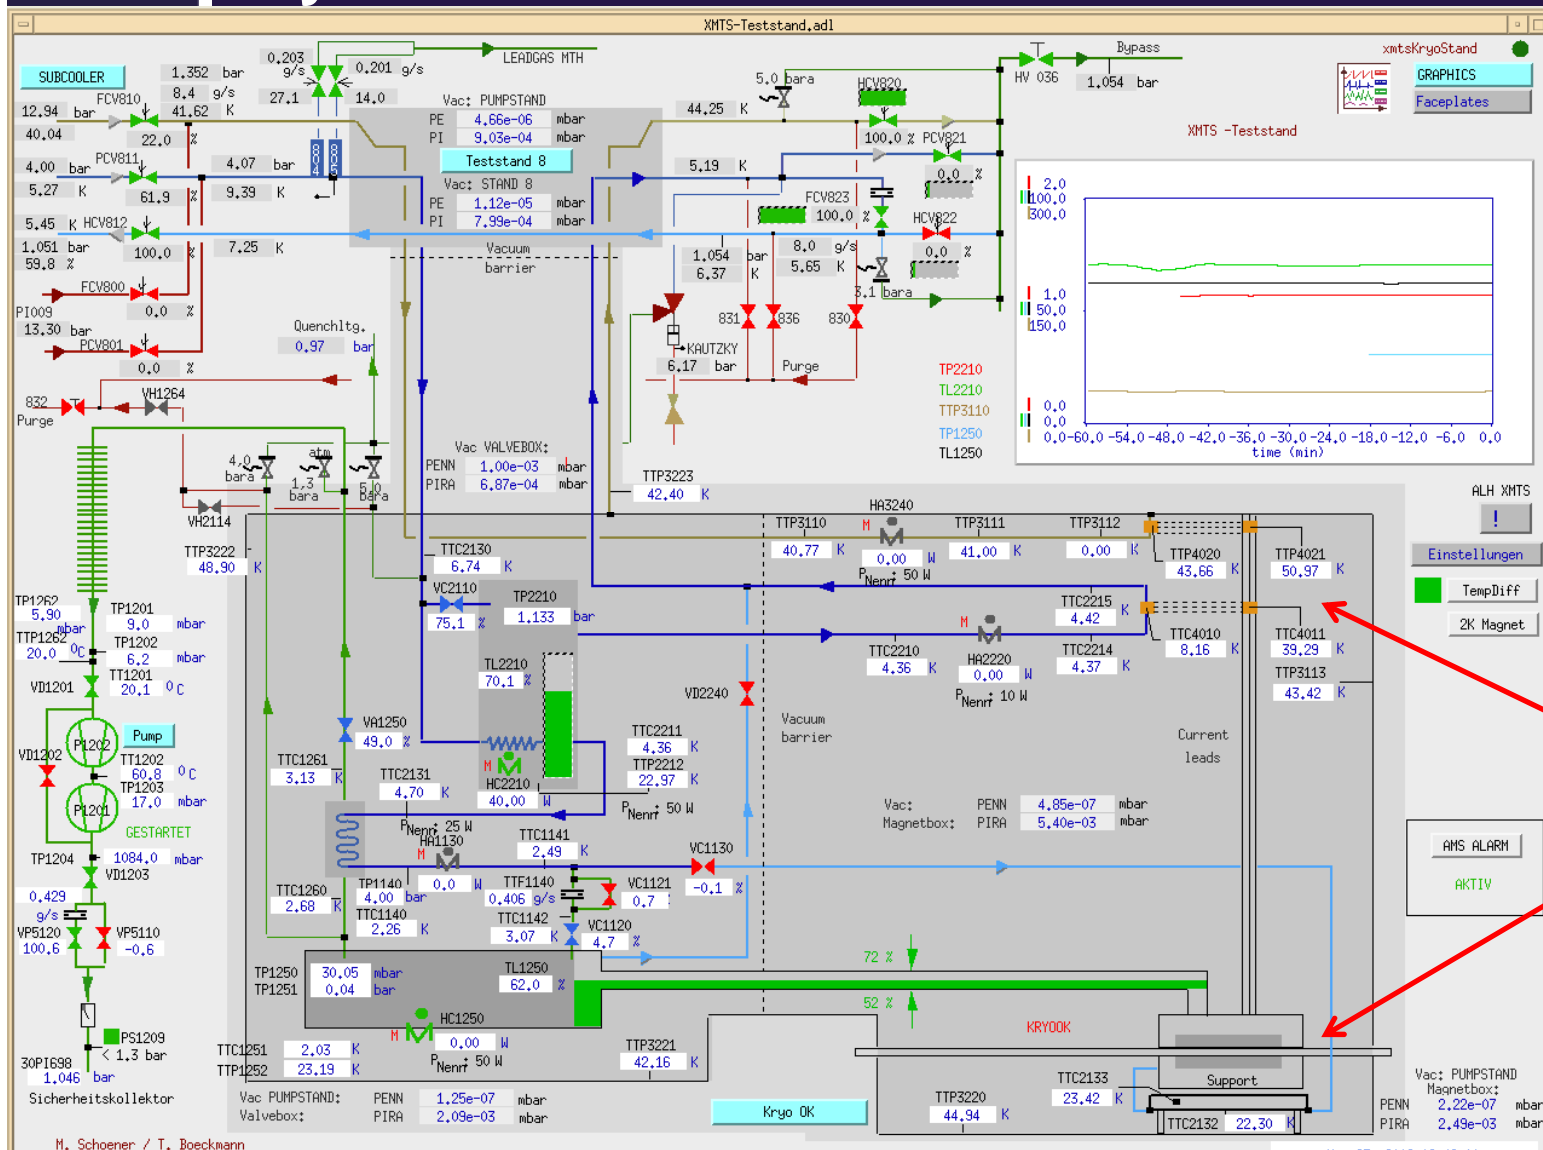 XMTS-Teststand.adl
SUBCOOLER
1.352 bar
8.4 g/s
41.62 K
FCV810
12.94 bar
40.04
22.0 %
0.203
g/s
27.1
0.201 g/s
14.0
LEADGAS MTH
PCV811
4.00 bar
5.27 K
61.9 %
4.07 bar
9.39 K
804
805
5.45 K HCV812
1.051 bar
59.8 %
100.0 %
7.25 K
FCV800
0.0 %
PI009
13.30 bar
PCV801
0.0 %
Vac: PUMPSTAND
PE 4.66e-06 mbar
PI 9.03e-04 mbar
Teststand 8
Vac: STAND 8
PE 1.12e-05 mbar
PI 7.99e-04 mbar
Vacuum
barrier
44.25 K
5.0 bara
HCV820
100.0 %
PCV821
0.0 %
5.19 K
FCV823
100.0 %
HCV822
0.0 %
1.054 bar
6.37 K
8.0 g/s
5.65 K
3.1 bara
831
836
830
KAUTZKY
6.17 bar
Purge
HV 036
Bypass
1.054 bar
xmtsKryoStand
GRAPHICS
Faceplates
XMTS -Teststand
2.0
100.0
300.0
1.0
50.0
150.0
0.0
0.0
0.0
-60.0 -54.0 -48.0 -42.0 -36.0 -30.0 -24.0 -18.0 -12.0 -6.0 0.0
time (min)
TP2210
TL2210
TTP3110
TP1250
TL1250
Quenchltg.
0.97 bar
832
Purge
VH1264
4,0
bara
atm
1,3
bara
5,0
bara
VH2114
Vac VALVEBOX:
PENN 1.00e-03 mbar
PIRA 6.87e-04 mbar
TTP3223
42.40 K
TTP3222
48.90 K
TTC2130
6.74 K
VC2110
75.1 %
TP2210
1.133 bar
TL2210
70.1 %
HC2210
M
40.00 W
PNenn: 50 W
TTC2211
4.36 K
TTP2212
22.97 K
TTP3110
40.77 K
HA3240
M
0.00 W
PNenn: 50 W
TTP3111
41.00 K
TTP3112
0.00 K
TTP4020
43.66 K
TTP4021
50.97 K
TTC2215
4.42 K
TTC2210
4.36 K
M
HA2220
0.00 W
PNenn: 10 W
TTC2214
4.37 K
TTC4010
8.16 K
TTC4011
39.29 K
TTP3113
43.42 K
ALH XMTS
!
Einstellungen
TempDiff
2K Magnet
TP1262
5.90
mbar
TP1201
9.0 mbar
TTP1262
20.0 °C
TP1202
6.2 mbar
TT1201
20.1 °C
VD1201
P1202
VD1202
Pump
TT1202
60.8 °C
TP1203
17.0 mbar
P1201
GESTARTET
TP1204
1084.0 mbar
VD1203
0.429
g/s
VP5120
100.6
VP5110
-0.6
PS1209
< 1.3 bar
30PI698
1.046 bar
Sicherheitskollektor
VA1250
49.0 %
TTC1261
3.13 K
TTC2131
4.70 K
PNenn: 25 W
HA1130
M
0.0 W
TTC1141
2.49 K
VC1130
-0.1 %
TTC1260
2.68 K
TP1140
4.00 bar
TTC1140
2.26 K
TTF1140
0.406 g/s
VC1121
0.7
TTC1142
3.07 K
VC1120
4.7 %
VD2240
Vacuum
barrier
Current
leads
Vac:
Magnetbox:
PENN 4.85e-07 mbar
PIRA 5.40e-03 mbar
AMS ALARM
AKTIV
TP1250 30.05 mbar
TP1251 0.04 bar
TL1250
62.0 %
HC1250
M
0.00 W
PNenn: 50 W
72 %
52 %
KRYOOK
TTC1251 2.03 K
TTP1252 23.19 K
TTP3221
42.16 K
Vac PUMPSTAND:
Valvebox:
PENN 1.25e-07 mbar
PIRA 2.09e-03 mbar
Kryo OK
TTP3220
44.94 K
TTC2133
23.42 K
Support
TTC2132 22.30 K
Vac: PUMPSTAND
Magnetbox:
PENN 2.22e-07 mbar
PIRA 2.49e-03 mbar
M. Schoener / T. Boeckmann